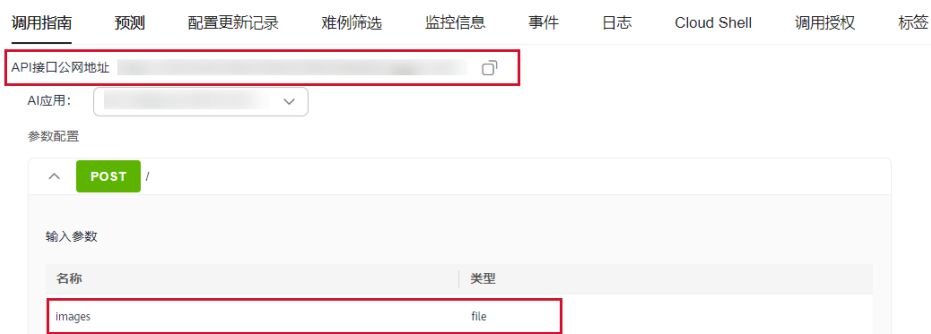 调用指南 预测 配置更新记录 难例筛选 监控信息 事件 日志 Cloud Shell 调用授权 标签
API接口公网地址
AI应用：
参数配置
POST /
输入参数
名称 类型
images file